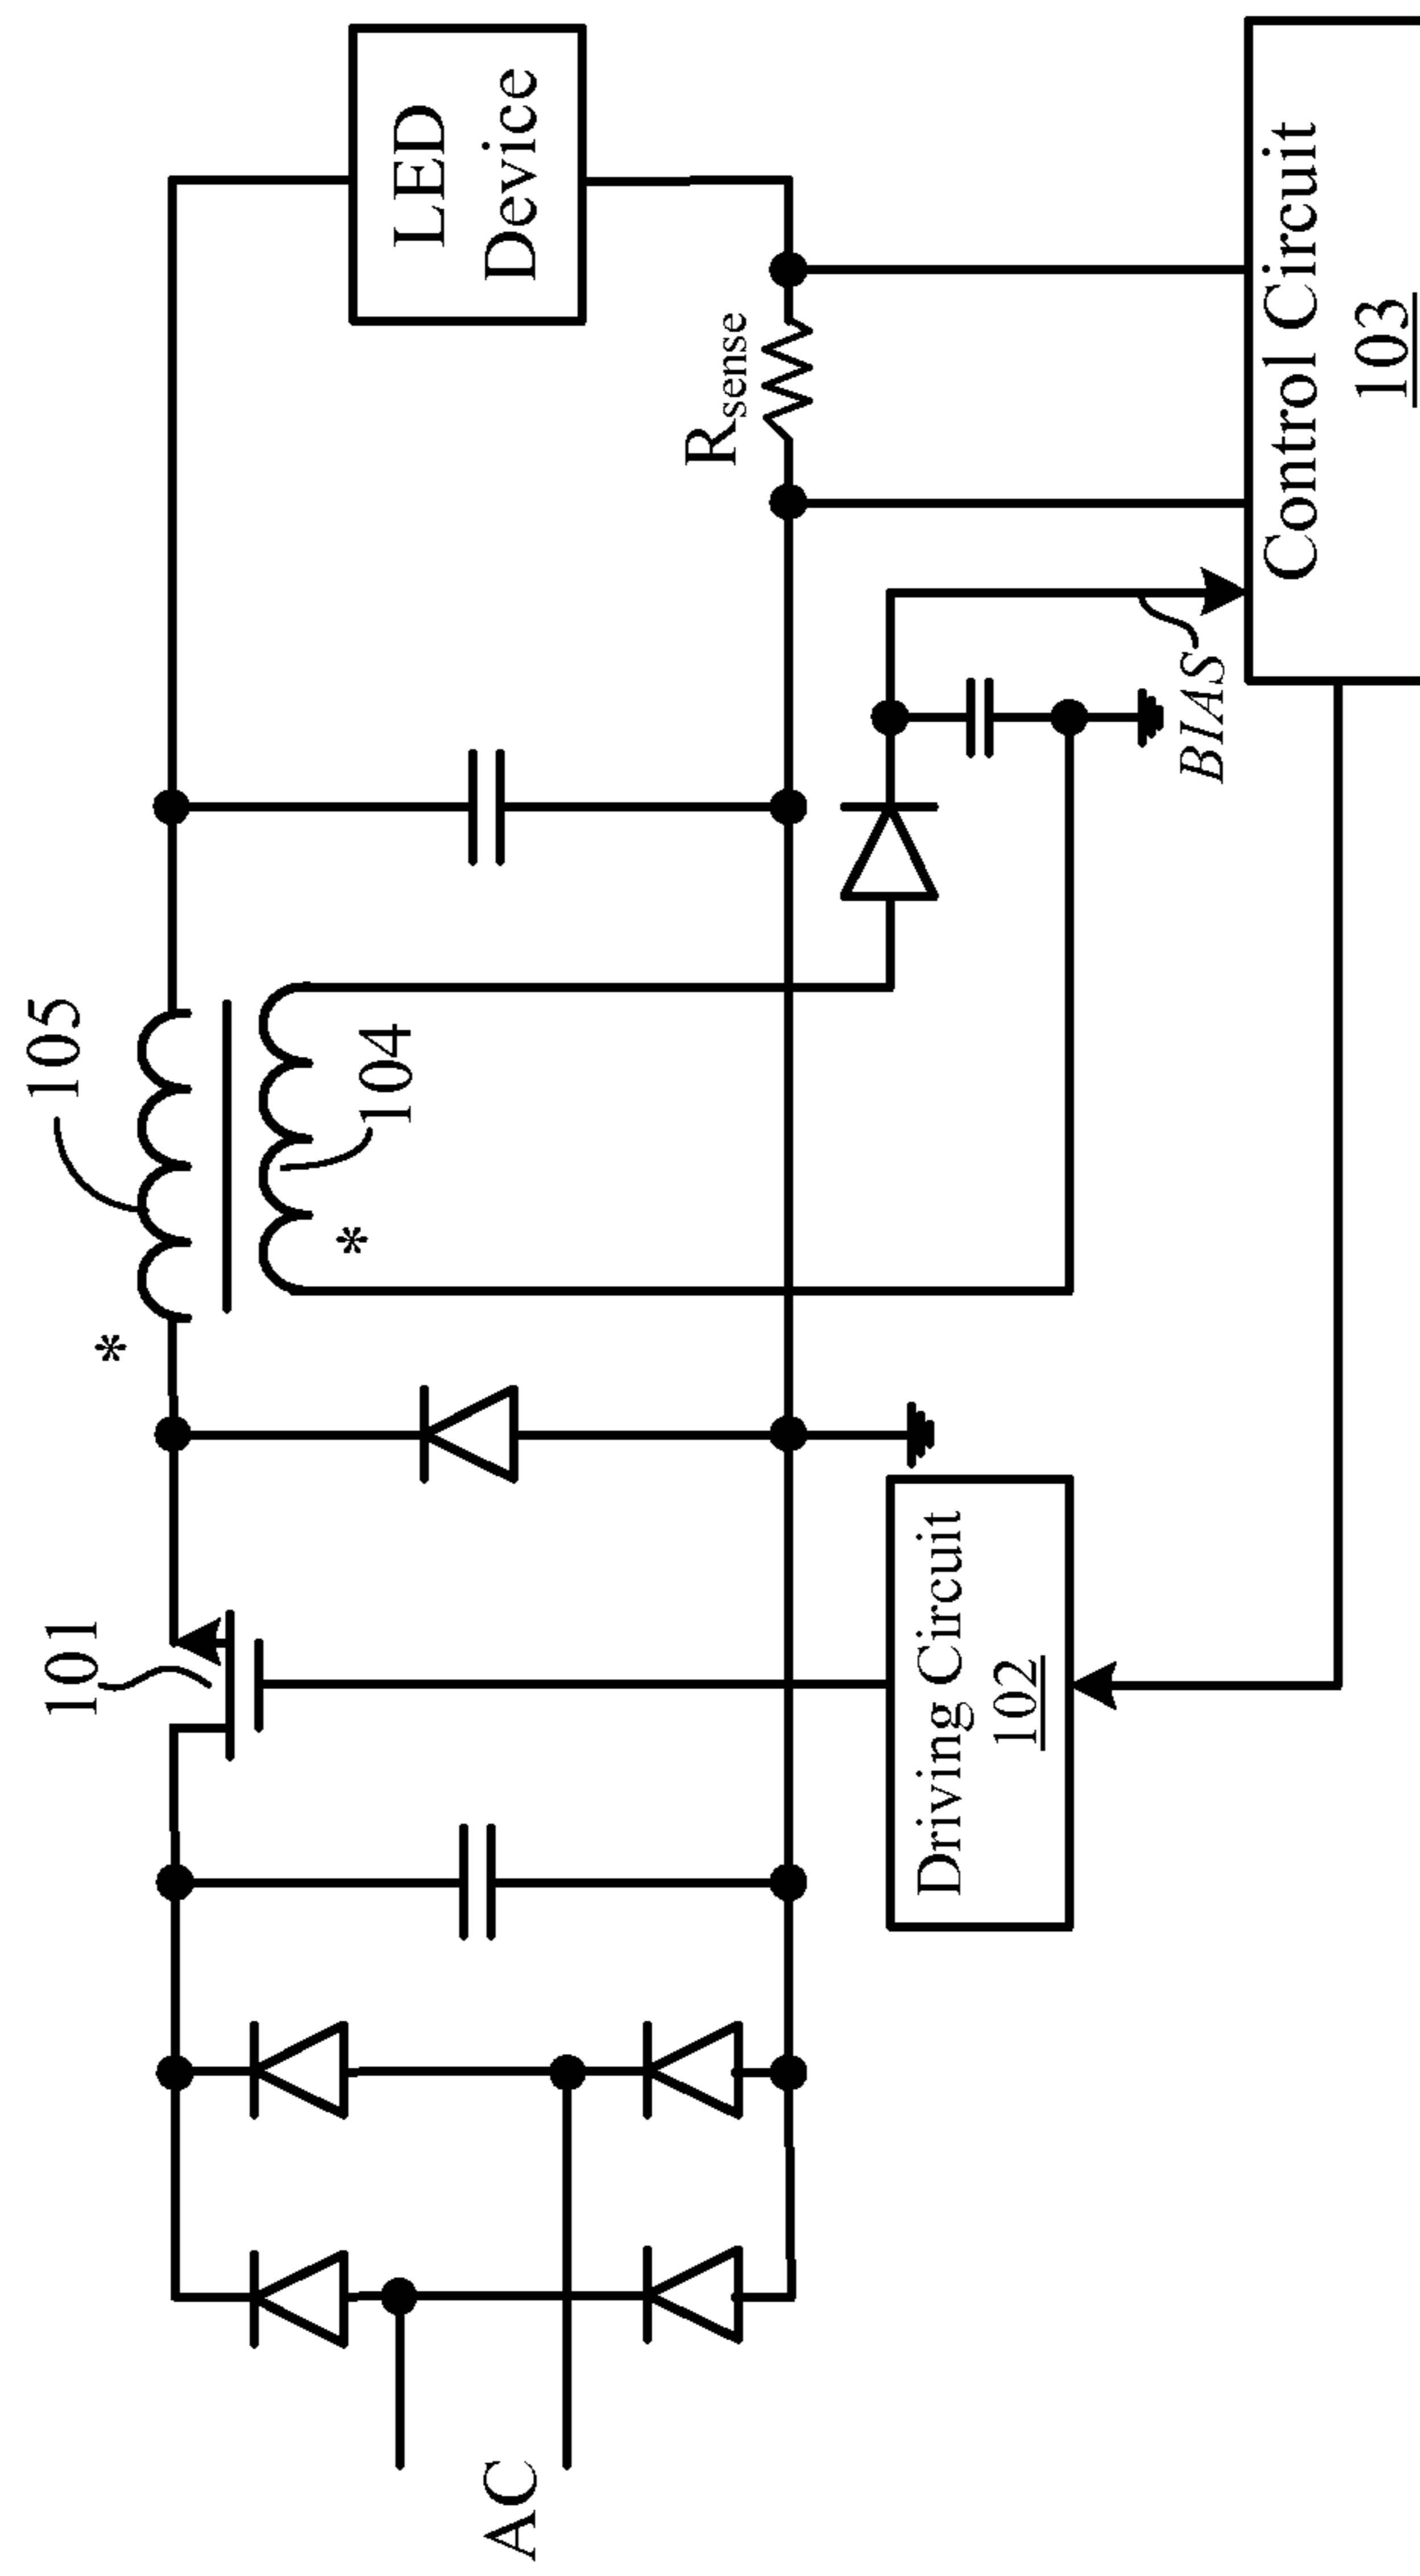 105
101
*
104
*
LED
Device
Rsense
AC
BIAS
Driving Circuit
102
Control Circuit
103